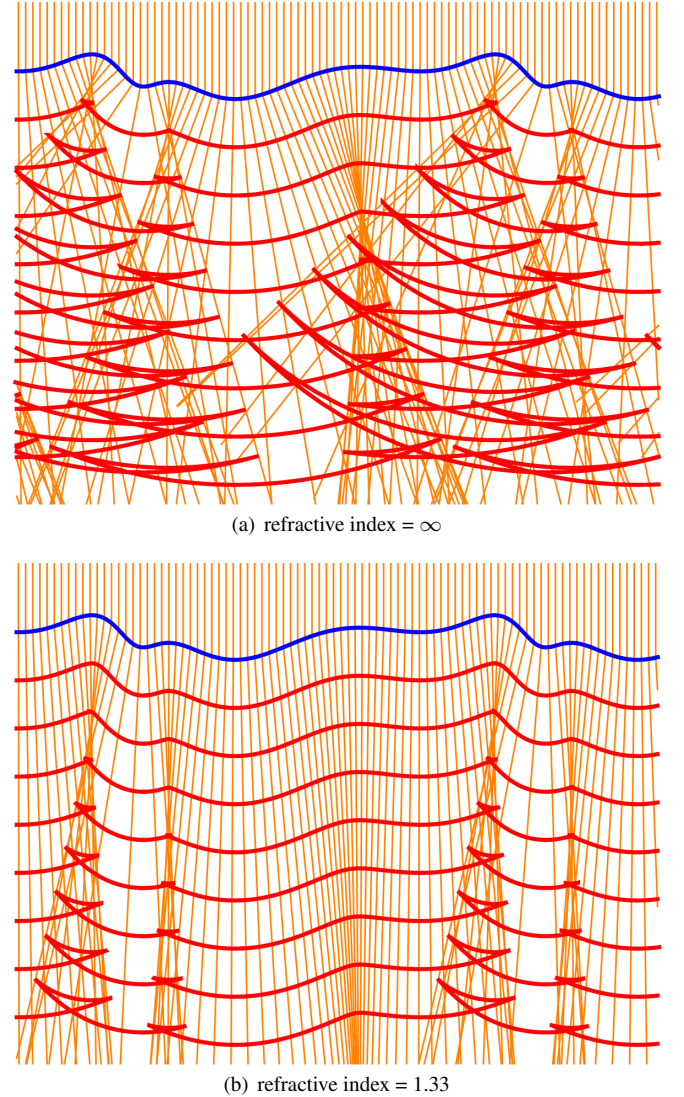 (a) refractive index = ∞
(b) refractive index = 1.33